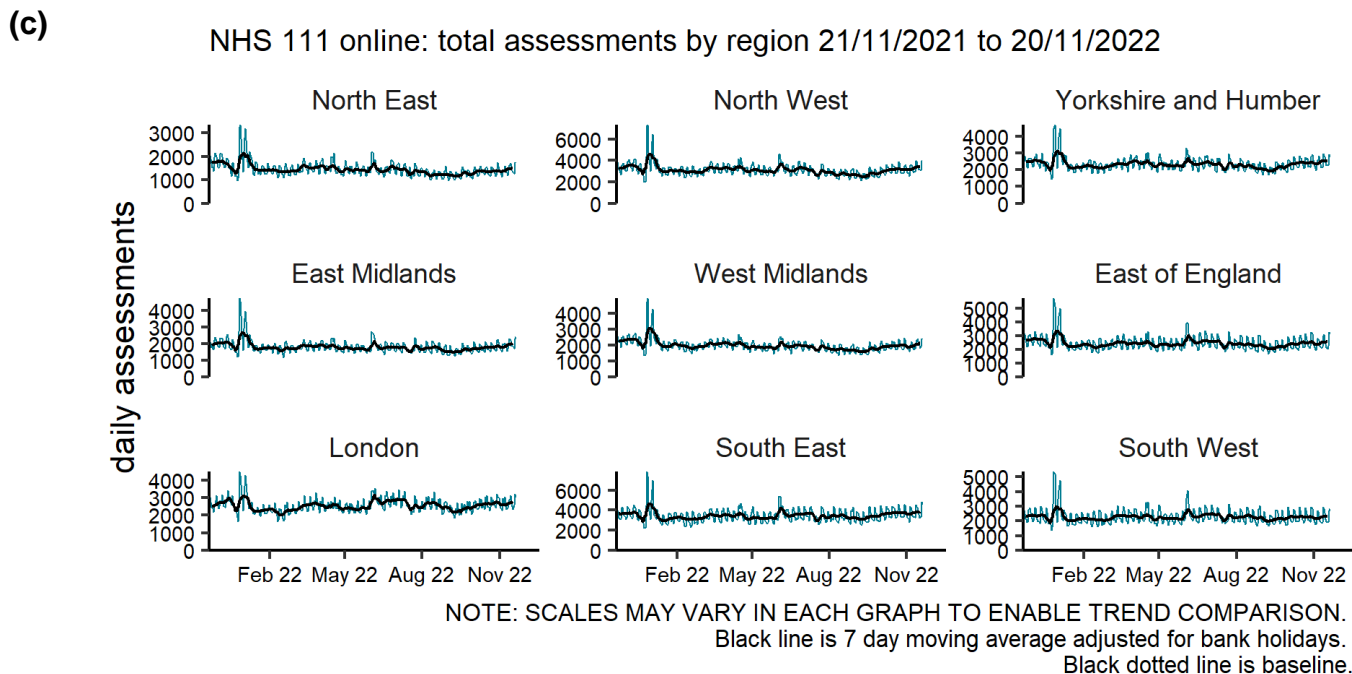 (c)
NHS 111 online: total assessments by region 21/11/2021 to 20/11/2022
daily assessments
North East
3000
2000
1000
0
North West
6000
4000
2000
0
Yorkshire and Humber
4000
3000
2000
1000
0
East Midlands
4000
3000
2000
1000
0
West Midlands
4000
3000
2000
1000
0
East of England
5000
4000
3000
2000
1000
0
London
4000
3000
2000
1000
0
Feb 22 May 22 Aug 22 Nov 22
South East
6000
4000
2000
0
Feb 22 May 22 Aug 22 Nov 22
South West
5000
4000
3000
2000
1000
0
Feb 22 May 22 Aug 22 Nov 22
NOTE: SCALES MAY VARY IN EACH GRAPH TO ENABLE TREND COMPARISON.
Black line is 7 day moving average adjusted for bank holidays.
Black dotted line is baseline.